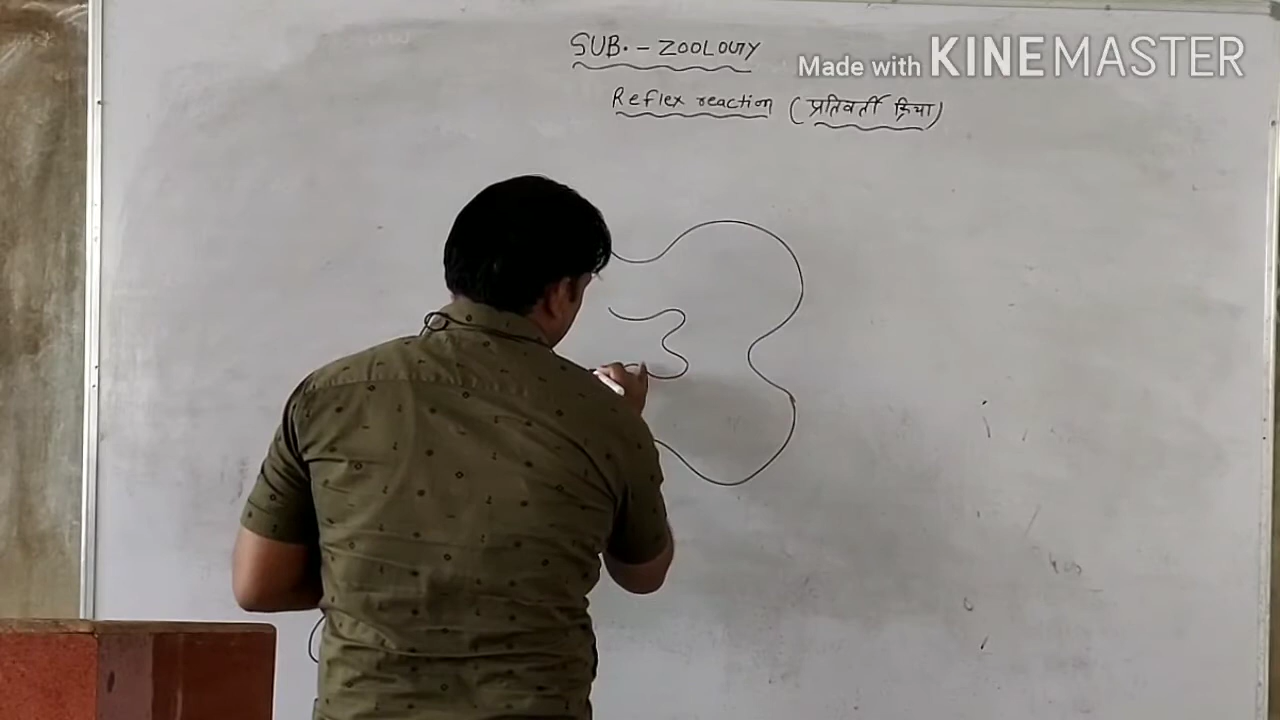 SUB. - ZOOLOGY
Made with KINEMASTER
Reflex reaction (प्रतिवर्ती क्रिया)